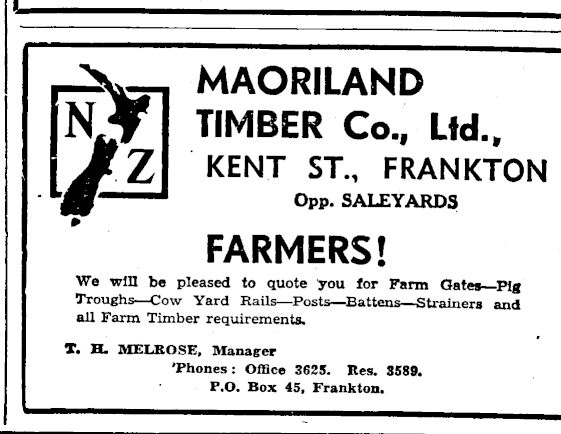 N
Z
MAORILAND
TIMBER Co., Ltd.,
KENT ST., FRANKTON
Opp. SALEYARDS
FARMERS!
We will be pleased to quote you for Farm Gates—Pig
Troughs—Cow Yard Rails—Posts—Battens—Strainers and
all Farm Timber requirements.
T. H. MELROSE, Manager
'Phones: Office 3625. Res. 3589.
P.O. Box 45, Frankton.